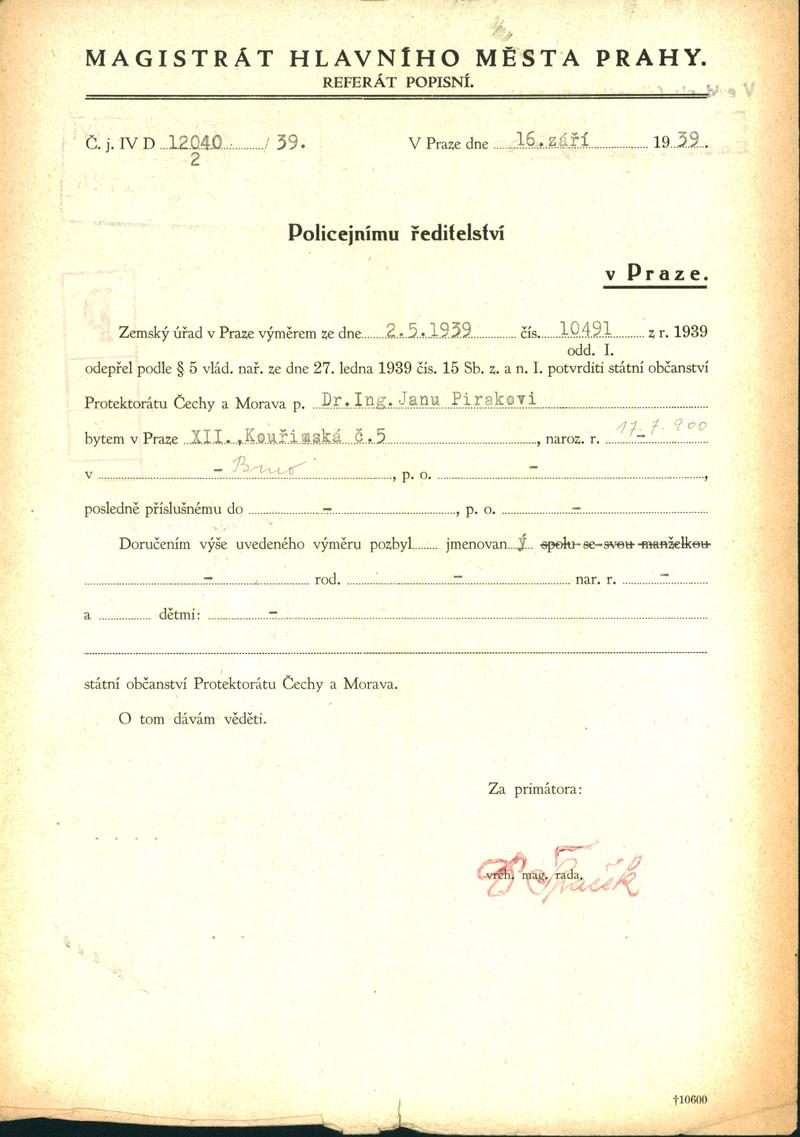 MAGISTRÁT HLAVNÍHO MĚSTA PRAHY.
REFERÁT POPISNÍ.
Č. j. IV D 12040 / 39.
2
V Praze dne 16. září 1939.
Policejnímu ředitelství
v Praze.
Zemský úřad v Praze výměrem ze dne 2.5.1939 čís. 10491 z r. 1939
odd. I.
odepřel podle § 5 vlád. nař. ze dne 27. ledna 1939 čís. 15 Sb. z. a n. I. potvrditi státní občanství
Protektorátu Čechy a Morava p. Dr.Ing.Janu Pirakovi
bytem v Praze XII.,Kouřimská č.5, naroz. r. 17.7.900
v - Brno, p. o. -,
posledně příslušnému do -, p. o. -
Doručením výše uvedeného výměru pozbyl jmenovan ý spolu se svou manželkou
- rod. - nar. r. -
a dětmi: -
státní občanství Protektorátu Čechy a Morava.
O tom dávám věděti.
Za primátora:
vrch. mag. rada.
†10600